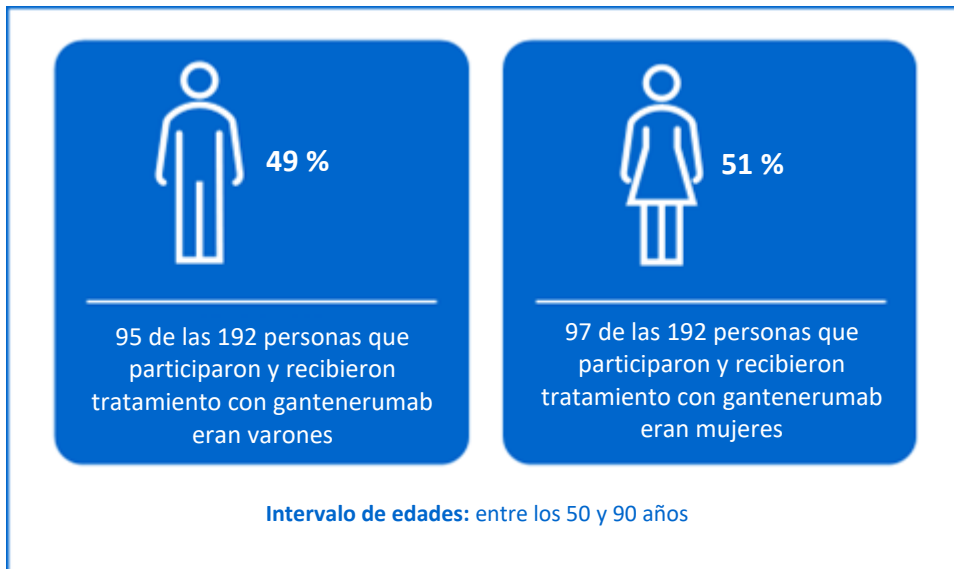 49 %
95 de las 192 personas que
participaron y recibieron
tratamiento con gantenerumab
eran varones
51 %
97 de las 192 personas que
participaron y recibieron
tratamiento con gantenerumab
eran mujeres
Intervalo de edades: entre los 50 y 90 años